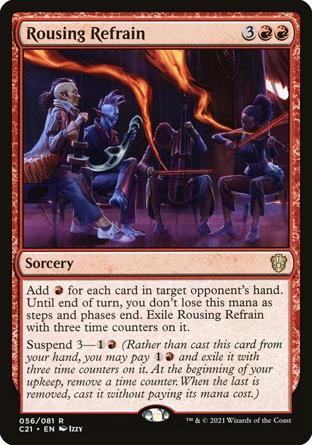 Rousing Refrain 3
Sorcery
Add for each card in target opponent's hand.
Until end of turn, you don't lose this mana as
steps and phases end. Exile Rousing Refrain
with three time counters on it.
Suspend 3—1 (Rather than cast this card
from your hand, you may pay 1 and exile it with
three time counters on it. At the beginning of your
upkeep, remove a time counter. When the last is
removed, cast it without paying its mana cost.)
056/081 R
C21 • EN Izzy
™ & © 2021 Wizards of the Coast